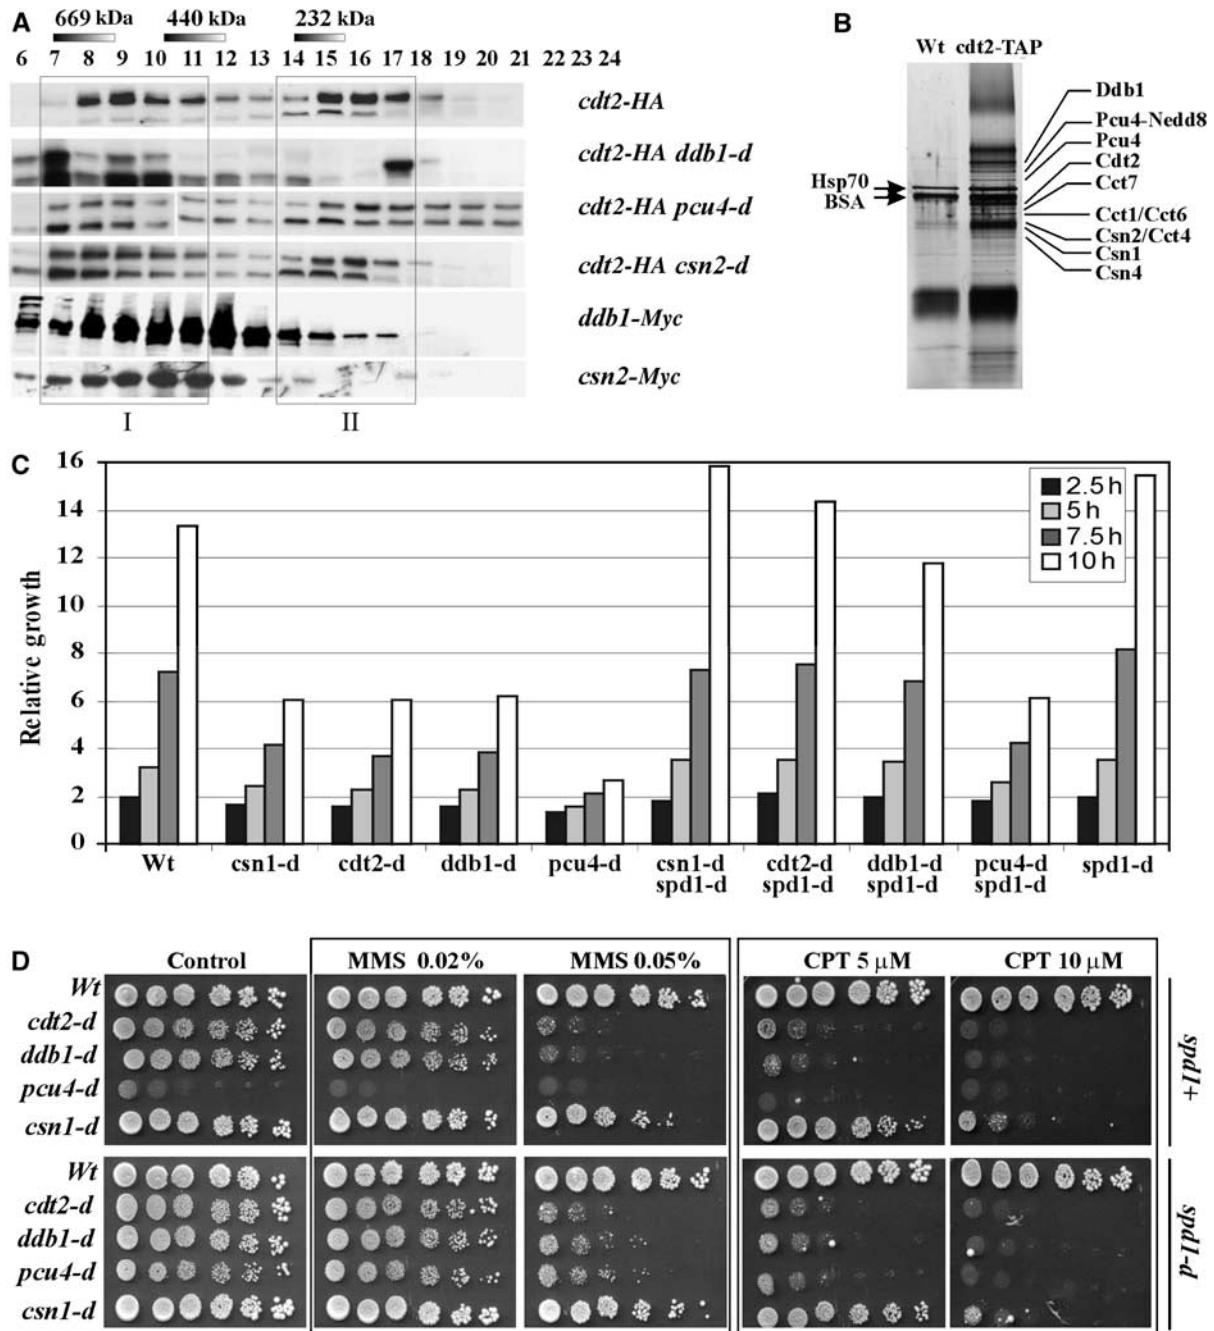 A
669 kDa 440 kDa 232 kDa
6 7 8 9 10 11 12 13 14 15 16 17 18 19 20 21 22 23 24
cdt2-HA
cdt2-HA ddb1-d
cdt2-HA pcu4-d
cdt2-HA csn2-d
ddb1-Myc
csn2-Myc
I II
B
Wt cdt2-TAP
Hsp70
BSA
Ddb1
Pcu4-Nedd8
Pcu4
Cdt2
Cct7
Cct1/Cct6
Csn2/Cct4
Csn1
Csn4
C
Relative growth
16
14
12
10
8
6
4
2
0
2.5 h
5 h
7.5 h
10 h
Wt csn1-d cdt2-d ddb1-d pcu4-d csn1-d cdt2-d ddb1-d pcu4-d spd1-d
spd1-d spd1-d spd1-d spd1-d
D
Control MMS 0.02% MMS 0.05% CPT 5 µM CPT 10 µM
Wt
cdt2-d
ddb1-d
pcu4-d
csn1-d
spd1+
Wt
cdt2-d
ddb1-d
pcu4-d
csn1-d
spd1-d